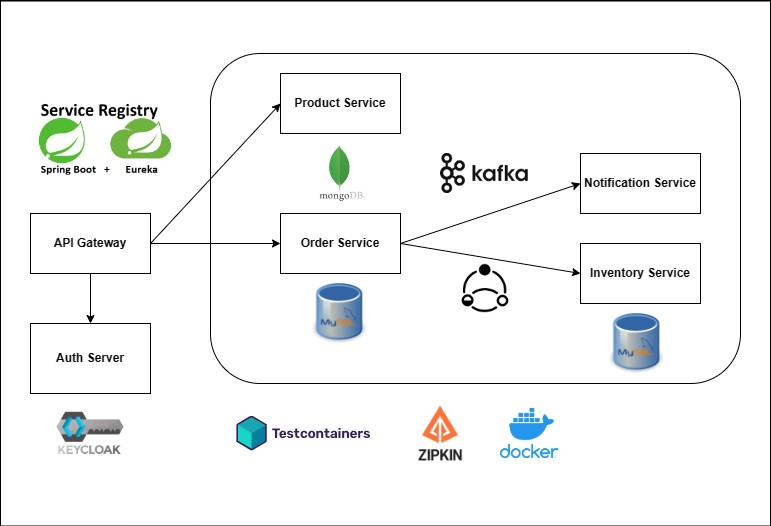 Service Registry
Spring Boot + Eureka
Product Service
mongoDB.
kafka
Notification Service
API Gateway
Order Service
Inventory Service
MySQL
MySQL
Auth Server
KEYCLOAK
Testcontainers
ZIPKIN
docker